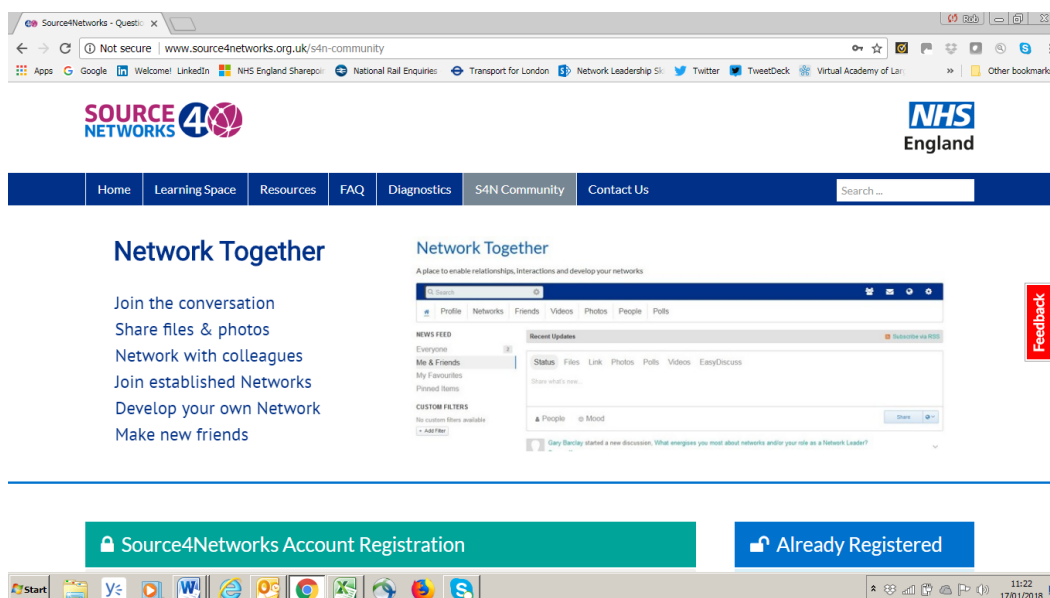 Source4Networks - Questio
Rob
Not secure | www.source4networks.org.uk/s4n-community
Apps Google Welcome! LinkedIn NHS England Sharepoin National Rail Enquiries Transport for London Network Leadership Sk Twitter TweetDeck Virtual Academy of Lar » Other bookmarks
SOURCE 4
NETWORKS
NHS
England
Home Learning Space Resources FAQ Diagnostics S4N Community Contact Us Search ...
Network Together
Join the conversation
Share files & photos
Network with colleagues
Join established Networks
Develop your own Network
Make new friends
Network Together
A place to enable relationships, interactions and develop your networks
Search
Profile Networks Friends Videos Photos People Polls
NEWS FEED
Everyone
Me & Friends
My Favourites
Pinned Items
CUSTOM FILTERS
No custom filters available
+ Add Filter
Recent Updates Subscribe via RSS
Status Files Link Photos Polls Videos EasyDiscuss
Share what's new...
People Mood Share
Gary Barclay started a new discussion, What energises you most about networks and/or your role as a Network Leader?
Feedback
Source4Networks Account Registration
Already Registered
Start
11:22
17/01/2018